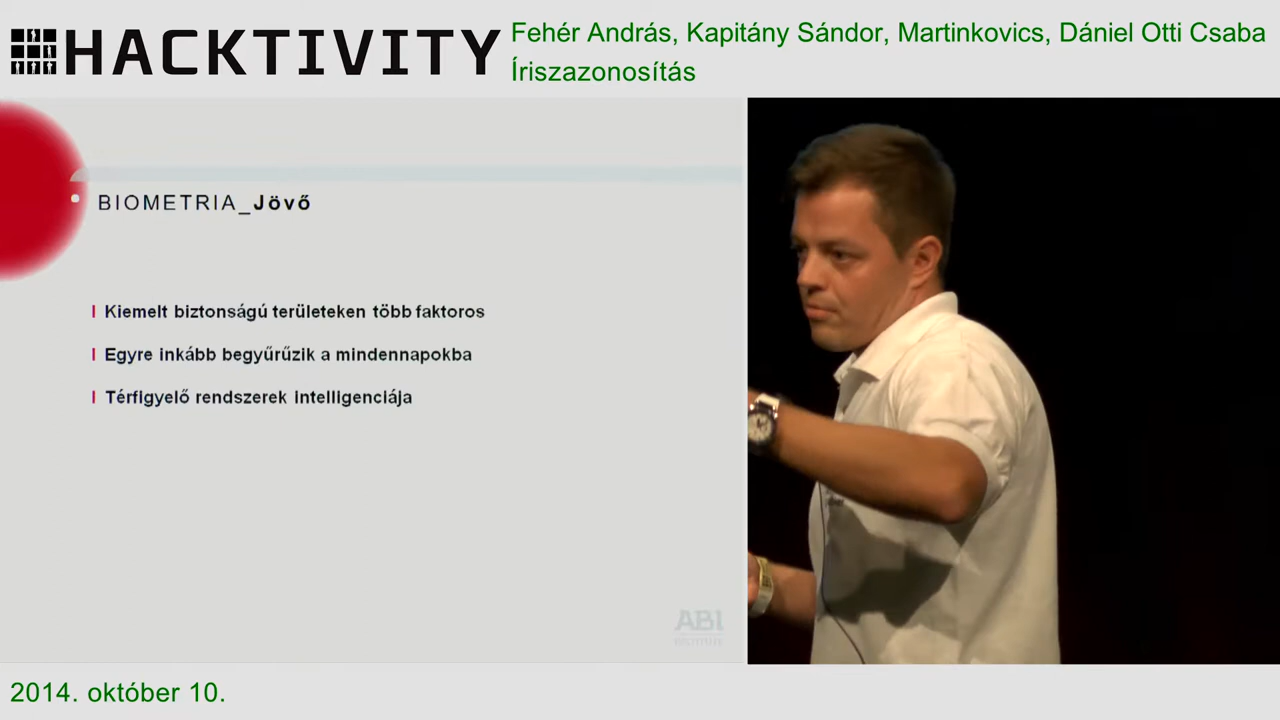 HACKTIVITY
Fehér András, Kapitány Sándor, Martinkovics, Dániel Otti Csaba
Íriszazonosítás
BIOMETRIA_Jövő
Kiemelt biztonságú területeken több faktoros
Egyre inkább begyűrűzik a mindennapokba
Térfigyelő rendszerek intelligenciája
ABI
2014. október 10.